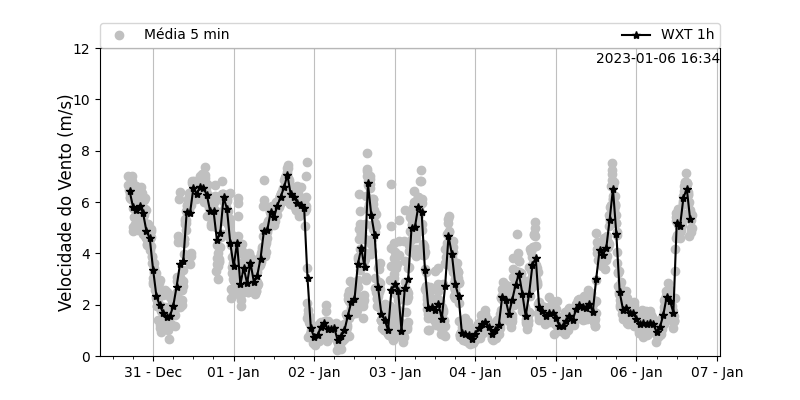 Média 5 min
WXT 1h
2023-01-06 16:34
Velocidade do Vento (m/s)
12
10
8
6
4
2
0
31 - Dec
01 - Jan
02 - Jan
03 - Jan
04 - Jan
05 - Jan
06 - Jan
07 - Jan